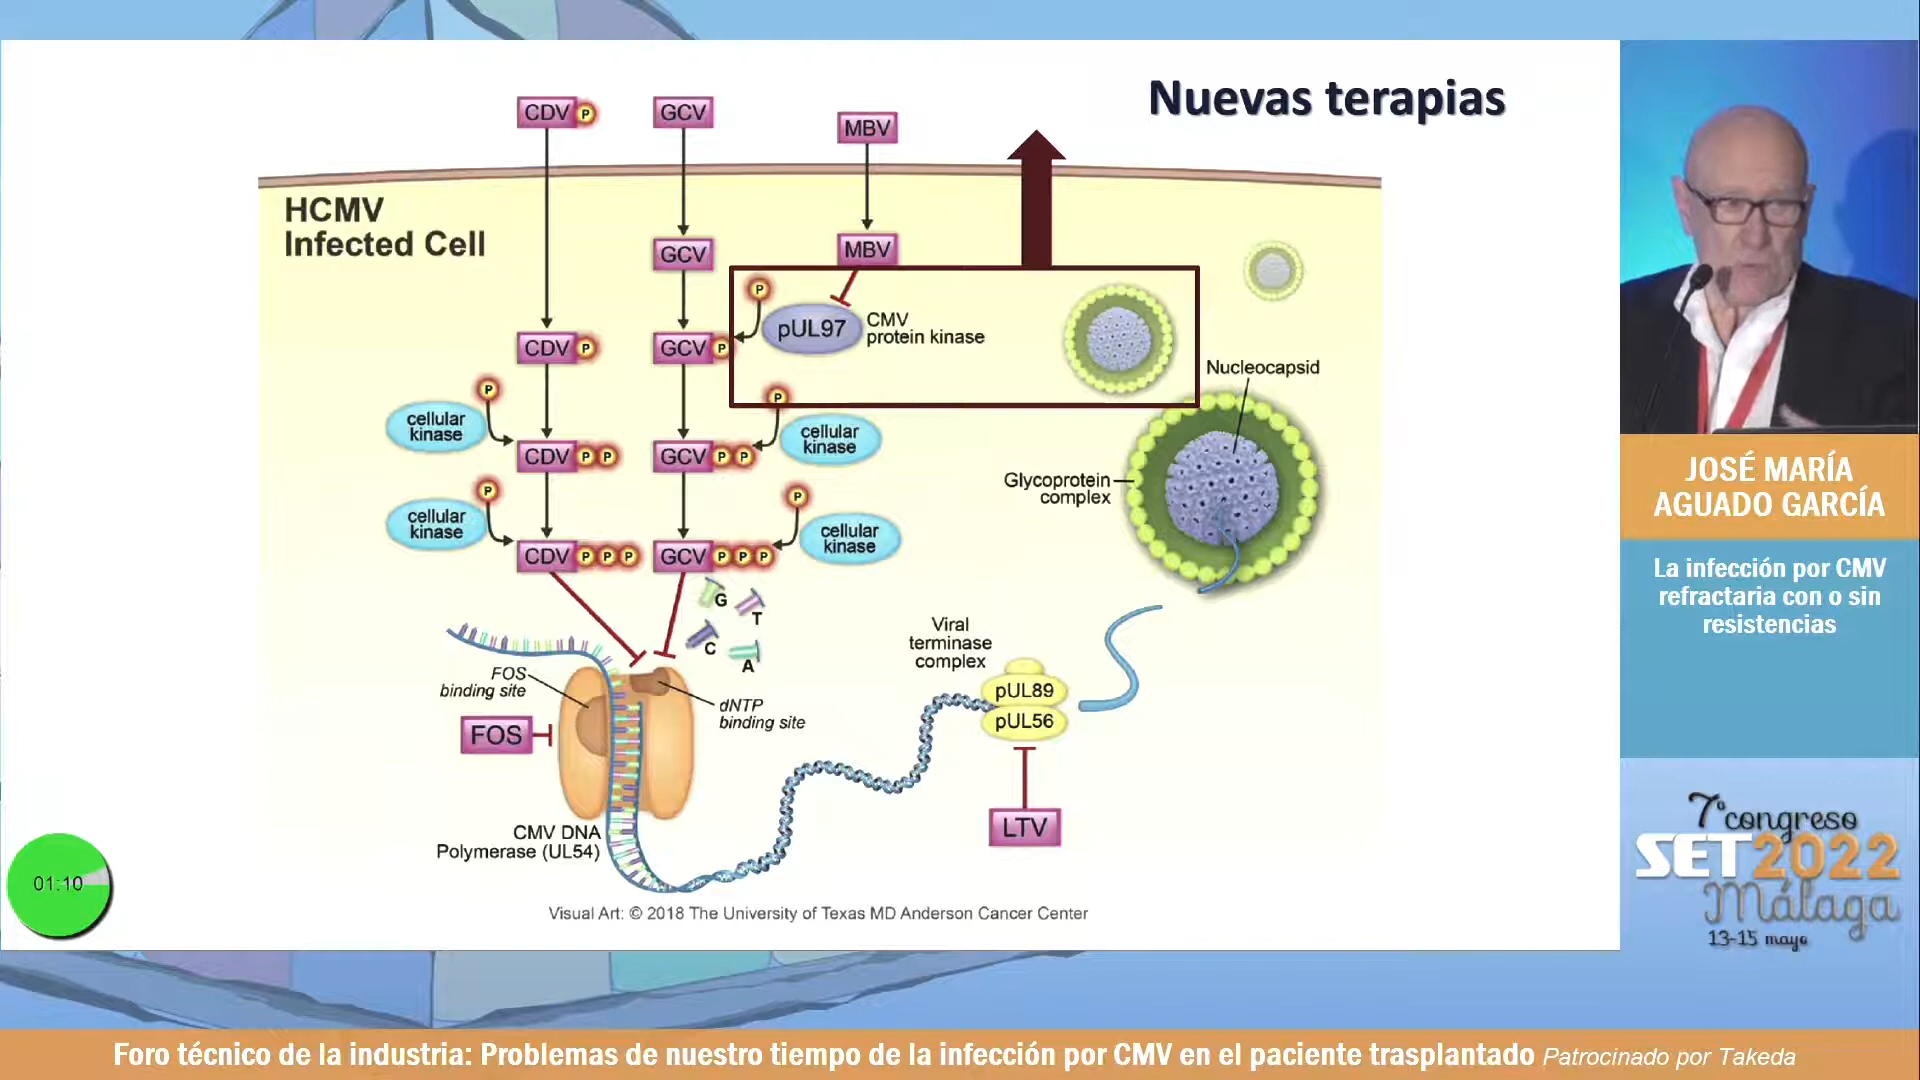 Nuevas terapias
CDV P
GCV
MBV
HCMV
Infected Cell
GCV
MBV
P
pUL97
CMV
protein kinase
CDV P
GCV P
Nucleocapsid
P
P
cellular
kinase
cellular
kinase
CDV P P
GCV P P
Glycoprotein
complex
P
P
cellular
kinase
cellular
kinase
CDV P P P
GCV P P P
G
T
C
A
Viral
terminase
complex
FOS
binding site
dNTP
binding site
pUL89
pUL56
FOS
LTV
CMV DNA
Polymerase (UL54)
01:10
Visual Art: © 2018 The University of Texas MD Anderson Cancer Center
JOSÉ MARÍA
AGUADO GARCÍA
La infección por CMV
refractaria con o sin
resistencias
7º congreso
SET2022
Málaga
13-15 mayo
Foro técnico de la industria: Problemas de nuestro tiempo de la infección por CMV en el paciente trasplantado Patrocinado por Takeda